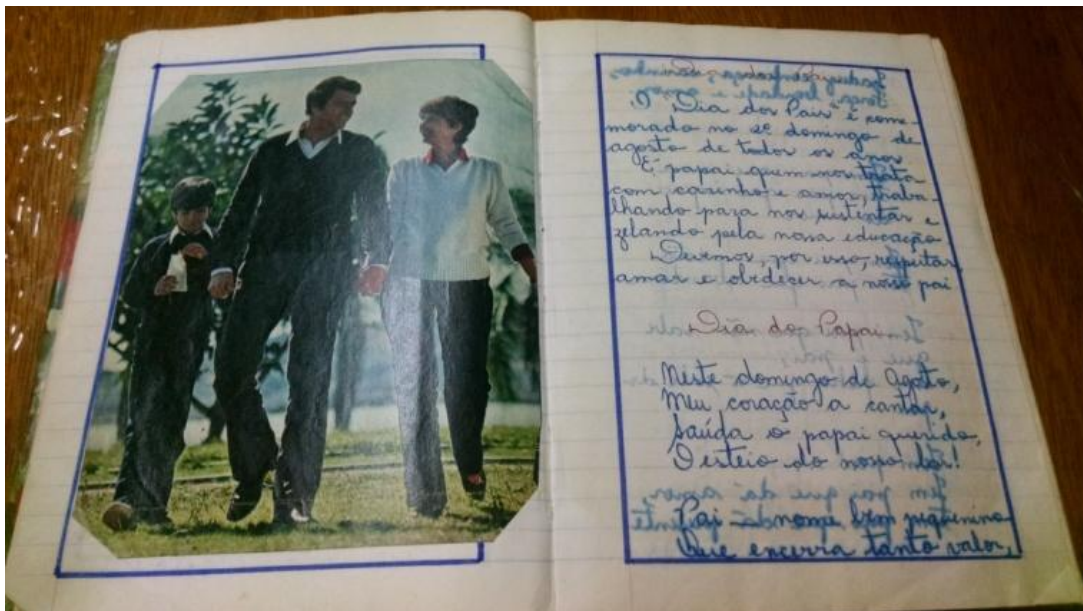 O "Dia dos Pais" é come-
morado no 2º domingo de
agosto de todos os anos
É papai quem nos trata
com carinho e amor, traba-
lhando para nos sustentar e
zelando pela nossa educação
Devemos, por isso, respeitar,
amar e obedecer a nosso pai
Dia do Papai
Neste domingo de Agosto,
Meu coração a cantar,
Saúda o papai querido,
O esteio do nosso lar!
Pai - nome bem pequenino
Que encerra tanto valor,